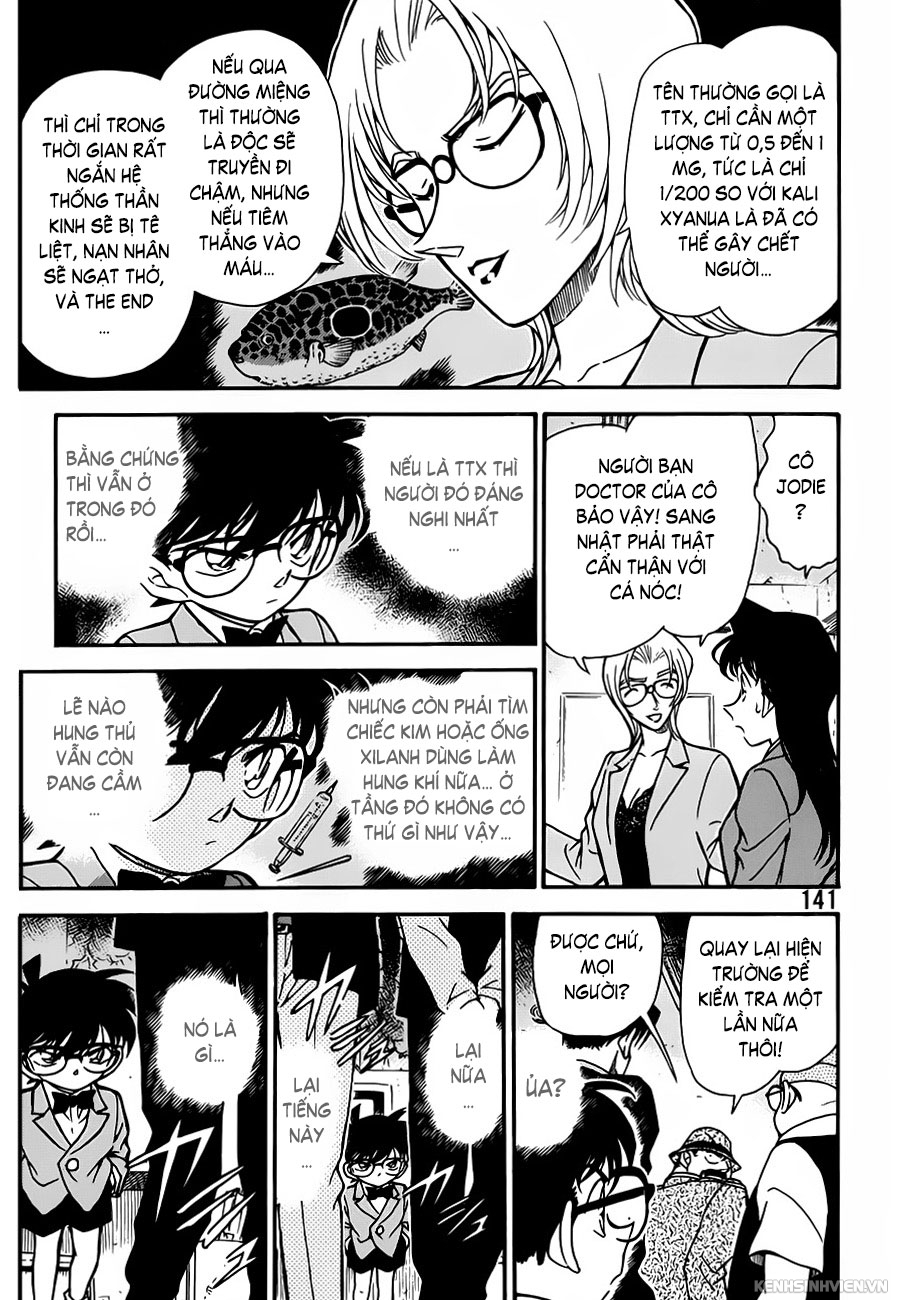 TÊN THƯỜNG GỌI LÀ
TTX, CHỈ CẦN MỘT
LƯỢNG TỪ 0,5 ĐẾN 1
MG, TỨC LÀ CHỈ
1/200 SO VỚI KALI
XYANUA LÀ ĐÃ CÓ
THỂ GÂY CHẾT
NGƯỜI...
NẾU QUA
ĐƯỜNG MIỆNG
THÌ THƯỜNG
LÀ ĐỘC SẼ
TRUYỀN ĐI
CHẬM, NHƯNG
NẾU TIÊM
THẲNG VÀO
MÁU...
THÌ CHỈ TRONG
THỜI GIAN RẤT
NGẮN HỆ
THỐNG THẦN
KINH SẼ BỊ TÊ
LIỆT, NẠN NHÂN
SẼ NGẠT THỞ,
VÀ THE END
...
CÔ
JODIE
?
NGƯỜI BẠN
DOCTOR CỦA CÔ
BẢO VẬY! SANG
NHẬT PHẢI THẬT
CẨN THẬN VỚI
CÁ NÓC!
NẾU LÀ TTX THÌ
NGƯỜI ĐÓ ĐÁNG
NGHI NHẤT
...
BẰNG CHỨNG
THÌ VẪN Ở
TRONG ĐÓ
RỒI...
NHƯNG CÒN PHẢI TÌM
CHIẾC KIM HOẶC ỐNG
XILANH DÙNG LÀM
HUNG KHÍ NỮA... Ở
TẦNG ĐÓ KHÔNG CÓ
THỨ GÌ NHƯ VẬY...
LẼ NÀO
HUNG THỦ
VẪN CÒN
ĐANG CẦM
...
141
QUAY LẠI HIỆN
TRƯỜNG ĐỂ
KIỂM TRA MỘT
LẦN NỮA
THÔI!
ĐƯỢC CHỨ,
MỌI
NGƯỜI?
ỦA?
LẠI
NỮA
...
LẠI
TIẾNG
NÀY
...
NÓ LÀ
GÌ...
KENHSINHVIEN.VN